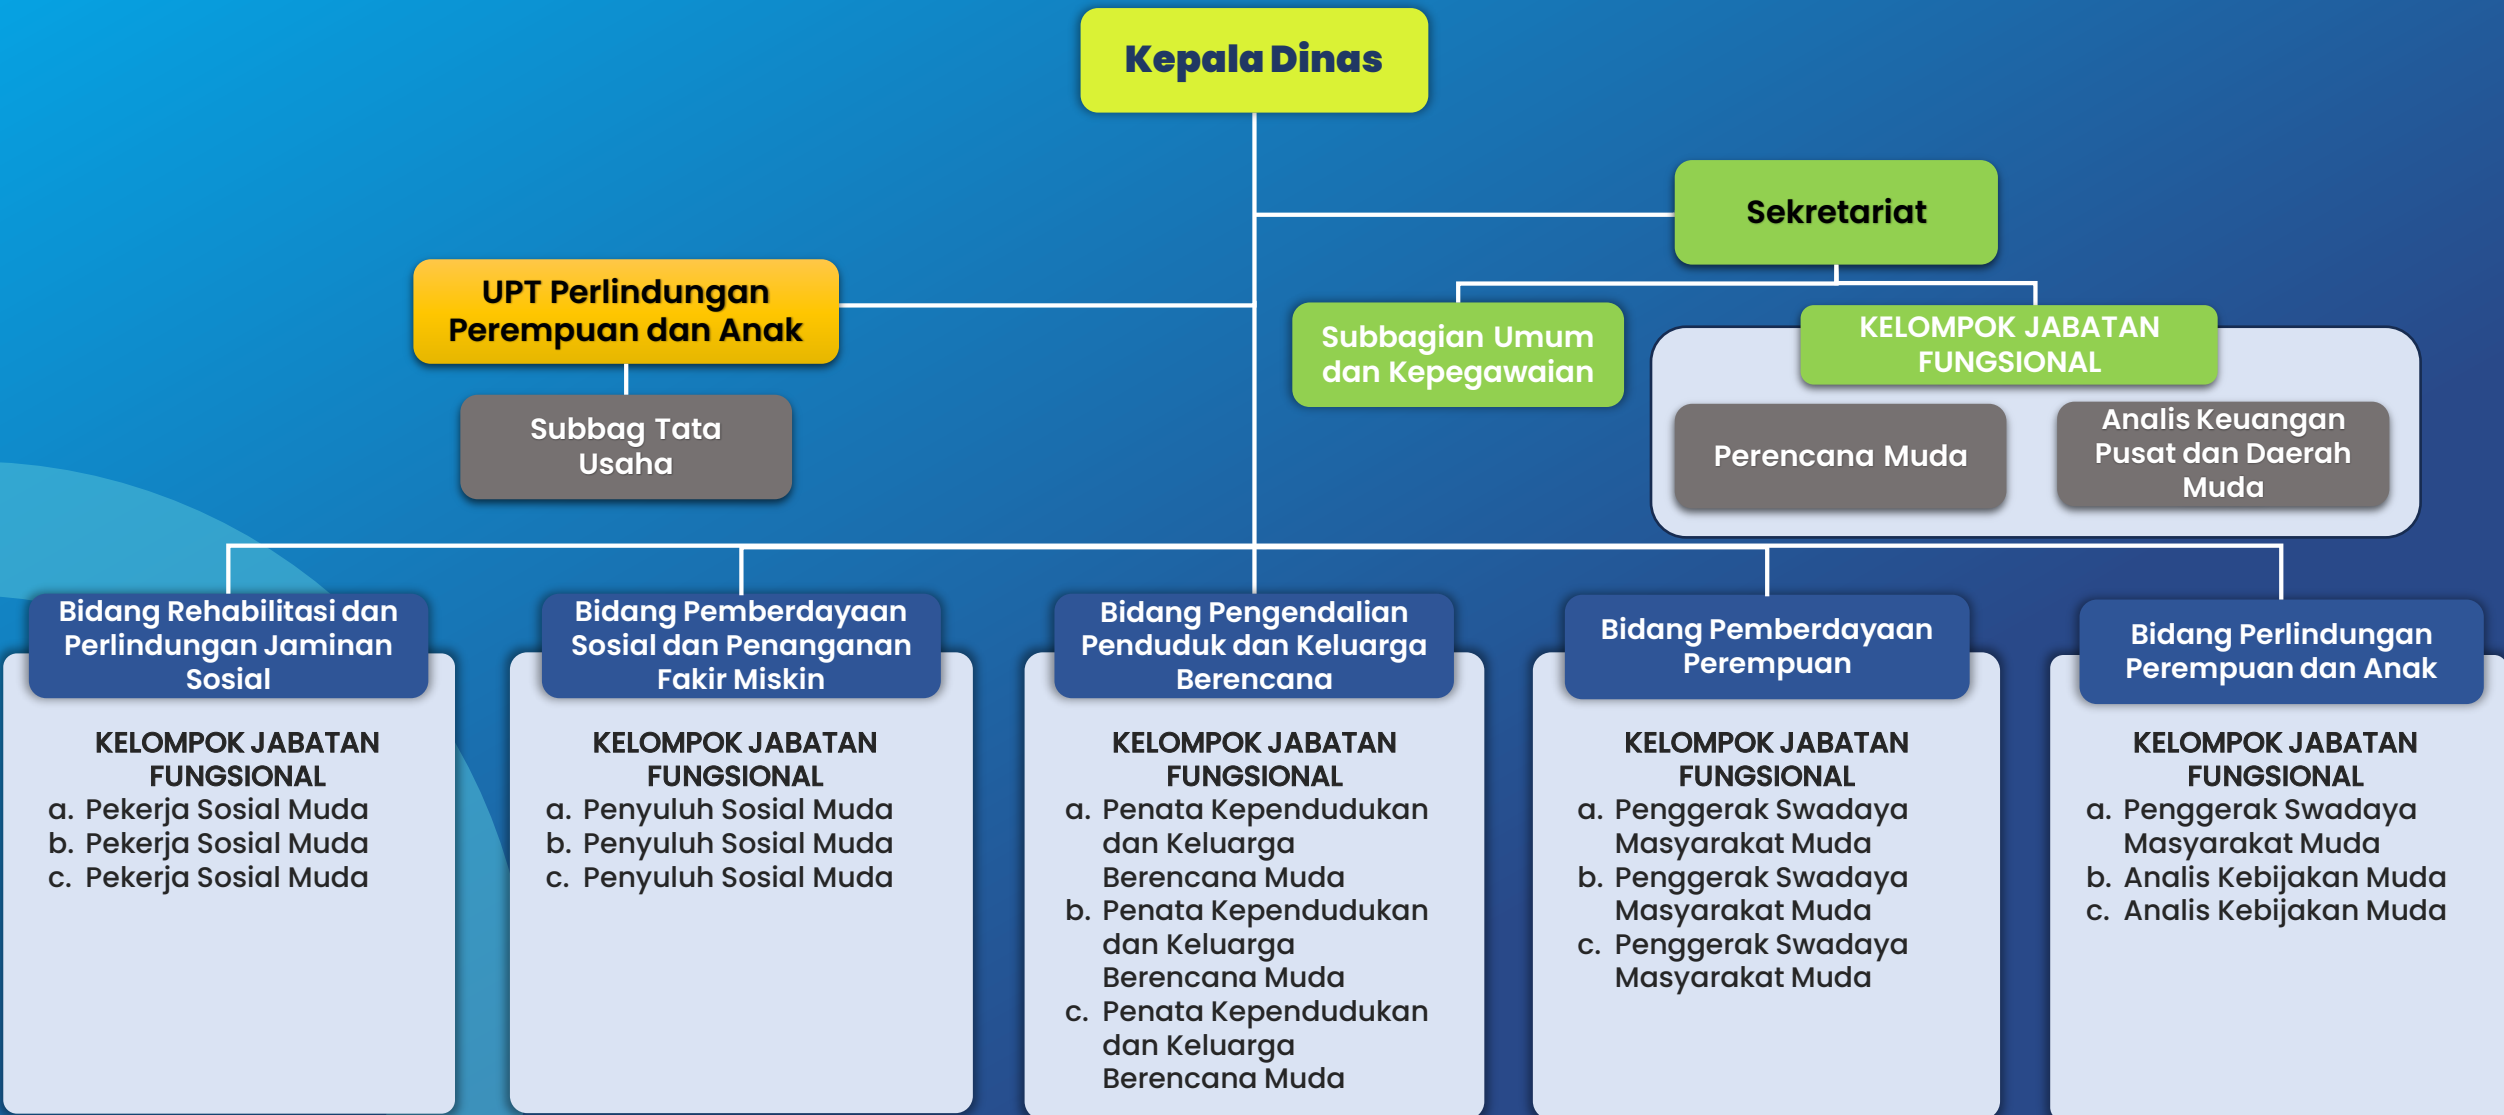 Kepala Dinas
Sekretariat
UPT Perlindungan
Perempuan dan Anak
Subbag Tata
Usaha
Subbagian Umum
dan Kepegawaian
KELOMPOK JABATAN
FUNGSIONAL
Perencana Muda
Analis Keuangan
Pusat dan Daerah
Muda
Bidang Rehabilitasi dan
Perlindungan Jaminan
Sosial
KELOMPOK JABATAN
FUNGSIONAL
a. Pekerja Sosial Muda
b. Pekerja Sosial Muda
c. Pekerja Sosial Muda
Bidang Pemberdayaan
Sosial dan Penanganan
Fakir Miskin
KELOMPOK JABATAN
FUNGSIONAL
a. Penyuluh Sosial Muda
b. Penyuluh Sosial Muda
c. Penyuluh Sosial Muda
Bidang Pengendalian
Penduduk dan Keluarga
Berencana
KELOMPOK JABATAN
FUNGSIONAL
a. Penata Kependudukan
dan Keluarga
Berencana Muda
b. Penata Kependudukan
dan Keluarga
Berencana Muda
c. Penata Kependudukan
dan Keluarga
Berencana Muda
Bidang Pemberdayaan
Perempuan
KELOMPOK JABATAN
FUNGSIONAL
a. Penggerak Swadaya
Masyarakat Muda
b. Penggerak Swadaya
Masyarakat Muda
c. Penggerak Swadaya
Masyarakat Muda
Bidang Perlindungan
Perempuan dan Anak
KELOMPOK JABATAN
FUNGSIONAL
a. Penggerak Swadaya
Masyarakat Muda
b. Analis Kebijakan Muda
c. Analis Kebijakan Muda